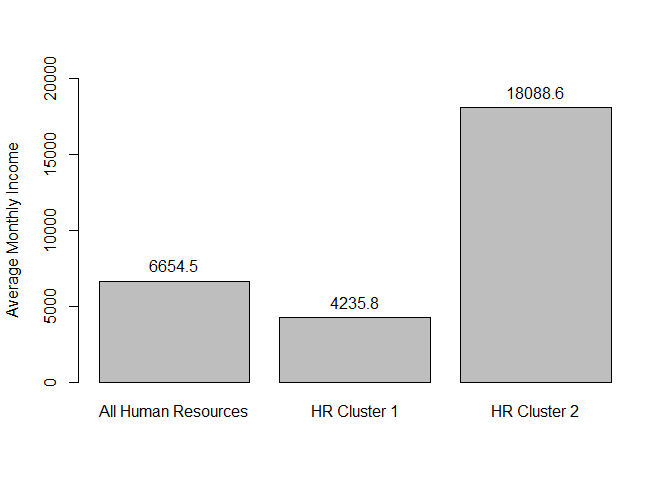 Average Monthly Income
20000
15000
10000
5000
0
6654.5
4235.8
18088.6
All Human Resources
HR Cluster 1
HR Cluster 2